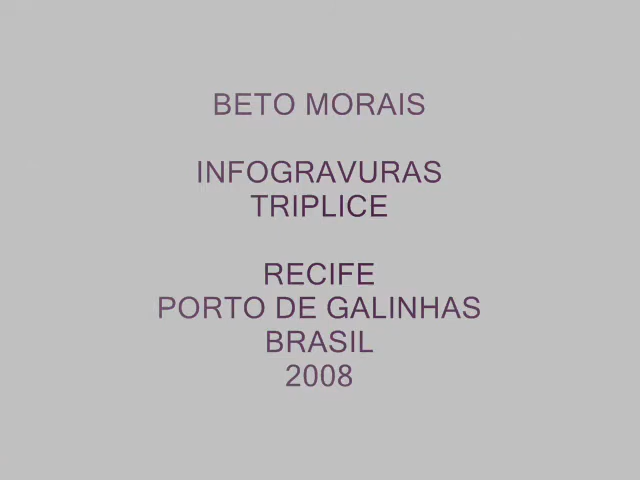 BETO MORAIS
INFOGRAVURAS
TRIPLICE
RECIFE
PORTO DE GALINHAS
BRASIL
2008